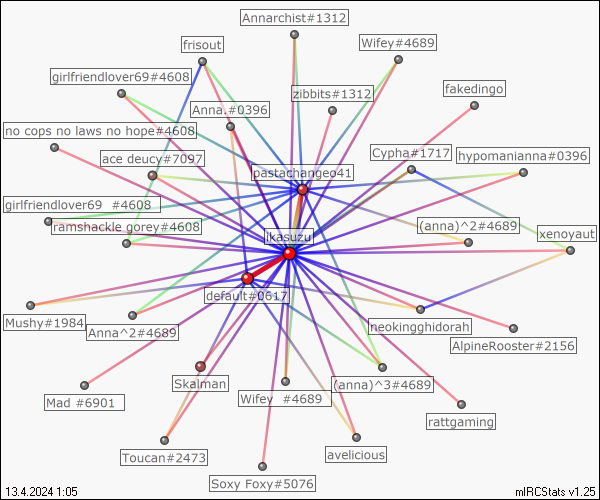 Annarchist#1312
frisout
Wifey#4689
girlfriendlover69#4608
fakedingo
zibbits#1312
Anna.#0396
no cops no laws no hope#4608
ace deucy#7097
Cypha#1717
hypomanianna#0396
pastachangeo41
girlfriendlover69 #4608
ramshackle gorey#4608
(anna)^2#4689
ikasuzu
xenoyaut
default#0617
Mushy#1984
Anna^2#4689
neokingghidorah
AlpineRooster#2156
Skalman
(anna)^3#4689
Mad #6901
Wifey #4689
rattgaming
Toucan#2473
avelicious
Soxy Foxy#5076
13.4.2024 1:05
mIRCStats v1.25